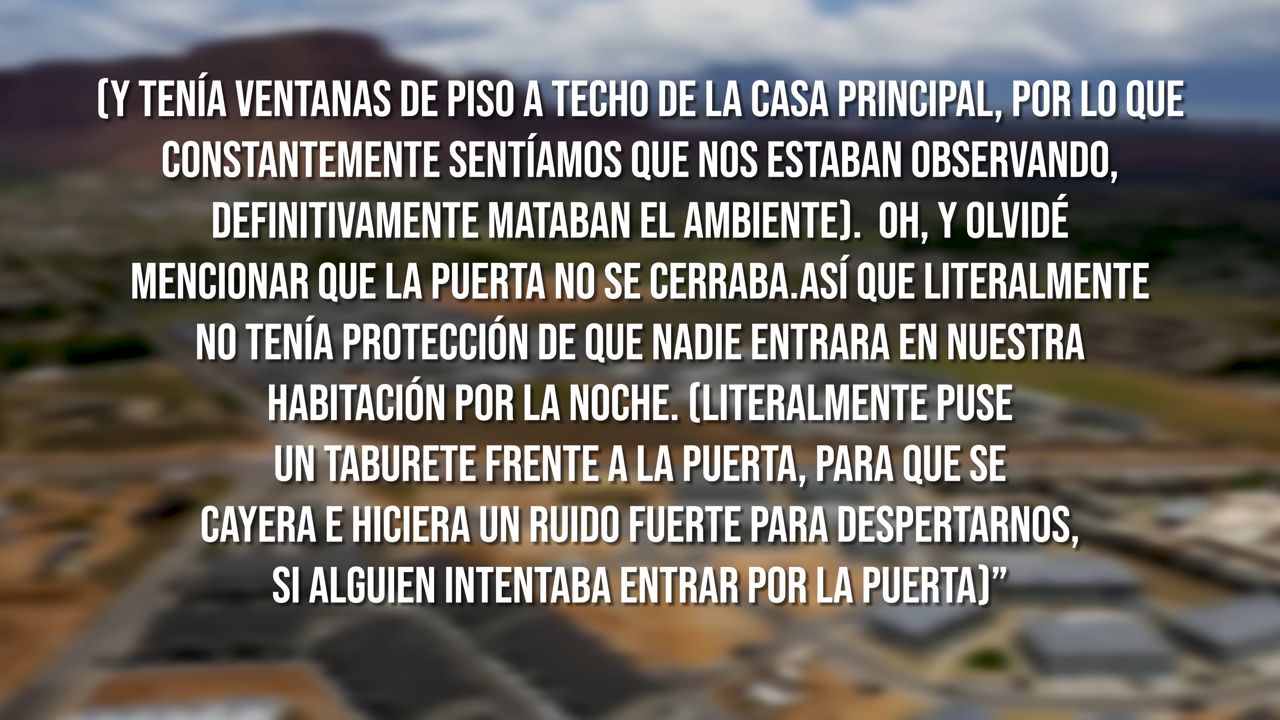 (Y TENÍA VENTANAS DE PISO A TECHO DE LA CASA PRINCIPAL, POR LO QUE
CONSTANTEMENTE SENTÍAMOS QUE NOS ESTABAN OBSERVANDO,
DEFINITIVAMENTE MATABAN EL AMBIENTE).  OH, Y OLVIDÉ
MENCIONAR QUE LA PUERTA NO SE CERRABA.ASÍ QUE LITERALMENTE
NO TENÍA PROTECCIÓN DE QUE NADIE ENTRARA EN NUESTRA
HABITACIÓN POR LA NOCHE. (LITERALMENTE PUSE
UN TABURETE FRENTE A LA PUERTA, PARA QUE SE
CAYERA E HICIERA UN RUIDO FUERTE PARA DESPERTARNOS,
SI ALGUIEN INTENTABA ENTRAR POR LA PUERTA)”